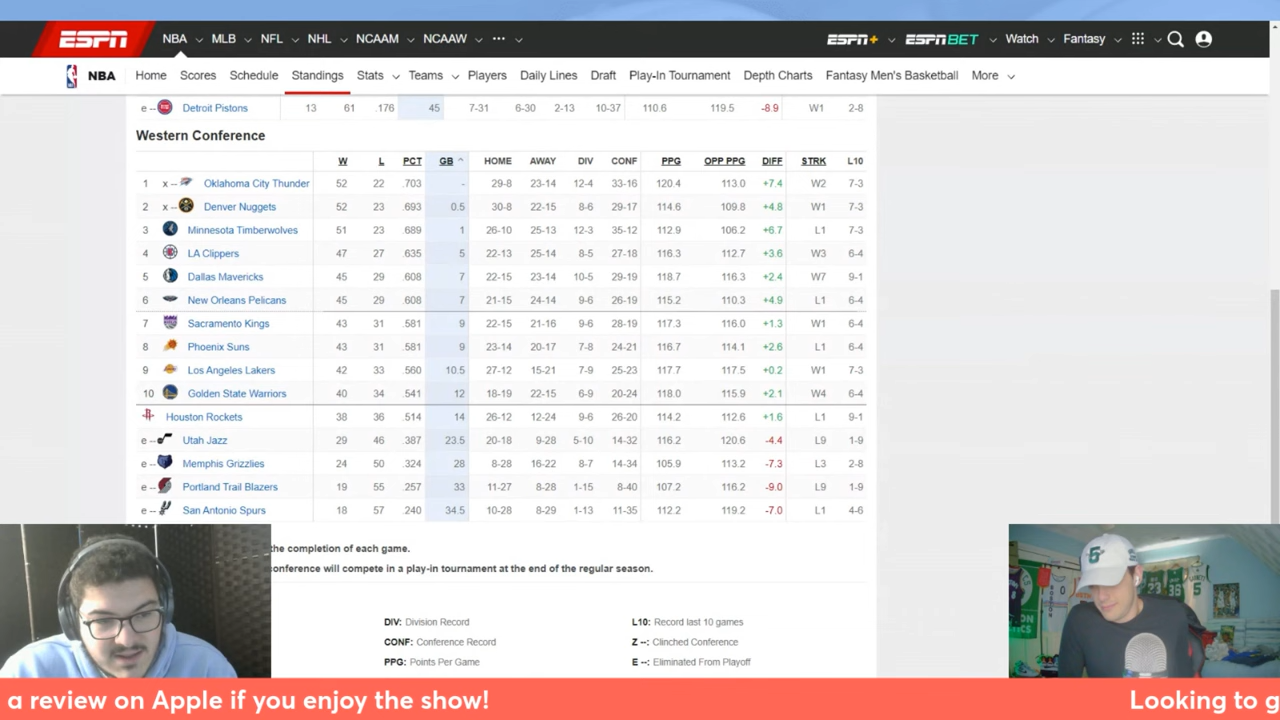 ESPN NBA MLB NFL NHL NCAAM NCAAW ESPN+ ESPN BET Watch Fantasy
NBA Home Scores Schedule Standings Stats Teams Players Daily Lines Draft Play-In Tournament Depth Charts Fantasy Men's Basketball More
e -- Detroit Pistons 13 61 .176 45 7-31 6-30 2-13 10-37 110.6 119.5 -8.9 W1 2-8
Western Conference
W L PCT GB HOME AWAY DIV CONF PPG OPP PPG DIFF STRK L10
1 x -- Oklahoma City Thunder 52 22 .703 - 29-8 23-14 12-4 33-16 120.4 113.0 +7.4 W2 7-3
2 x -- Denver Nuggets 52 23 .693 0.5 30-8 22-15 8-6 29-17 114.6 109.8 +4.8 W1 7-3
3 Minnesota Timberwolves 51 23 .689 1 26-10 25-13 12-3 35-12 112.9 106.2 +6.7 L1 7-3
4 LA Clippers 47 27 .635 5 22-13 25-14 8-5 27-18 116.3 112.7 +3.6 W3 6-4
5 Dallas Mavericks 45 29 .608 7 22-15 23-14 10-5 29-19 118.7 116.3 +2.4 W7 9-1
6 New Orleans Pelicans 45 29 .608 7 21-15 24-14 9-6 26-19 115.2 110.3 +4.9 L1 6-4
7 Sacramento Kings 43 31 .581 9 22-15 21-16 9-6 28-19 117.3 116.0 +1.3 W1 6-4
8 Phoenix Suns 43 31 .581 9 23-14 20-17 7-8 24-21 116.7 114.1 +2.6 L1 6-4
9 Los Angeles Lakers 42 33 .560 10.5 27-12 15-21 7-9 25-23 117.7 117.5 +0.2 W1 7-3
10 Golden State Warriors 40 34 .541 12 18-19 22-15 6-9 20-24 118.0 115.9 +2.1 W4 6-4
Houston Rockets 38 36 .514 14 26-12 12-24 9-6 26-20 114.2 112.6 +1.6 L1 9-1
e -- Utah Jazz 29 46 .387 23.5 20-18 9-28 5-10 14-32 116.2 120.6 -4.4 L9 1-9
e -- Memphis Grizzlies 24 50 .324 28 8-28 16-22 8-7 14-34 105.9 113.2 -7.3 L3 2-8
e -- Portland Trail Blazers 19 55 .257 33 11-27 8-28 1-15 8-40 107.2 116.2 -9.0 L9 1-9
e -- San Antonio Spurs 18 57 .240 34.5 10-28 8-29 1-13 11-35 112.2 119.2 -7.0 L1 4-6
the completion of each game.
conference will compete in a play-in tournament at the end of the regular season.
DIV: Division Record L10: Record last 10 games
CONF: Conference Record Z --: Clinched Conference
PPG: Points Per Game E --: Eliminated From Playoff
a review on Apple if you enjoy the show! Looking to g